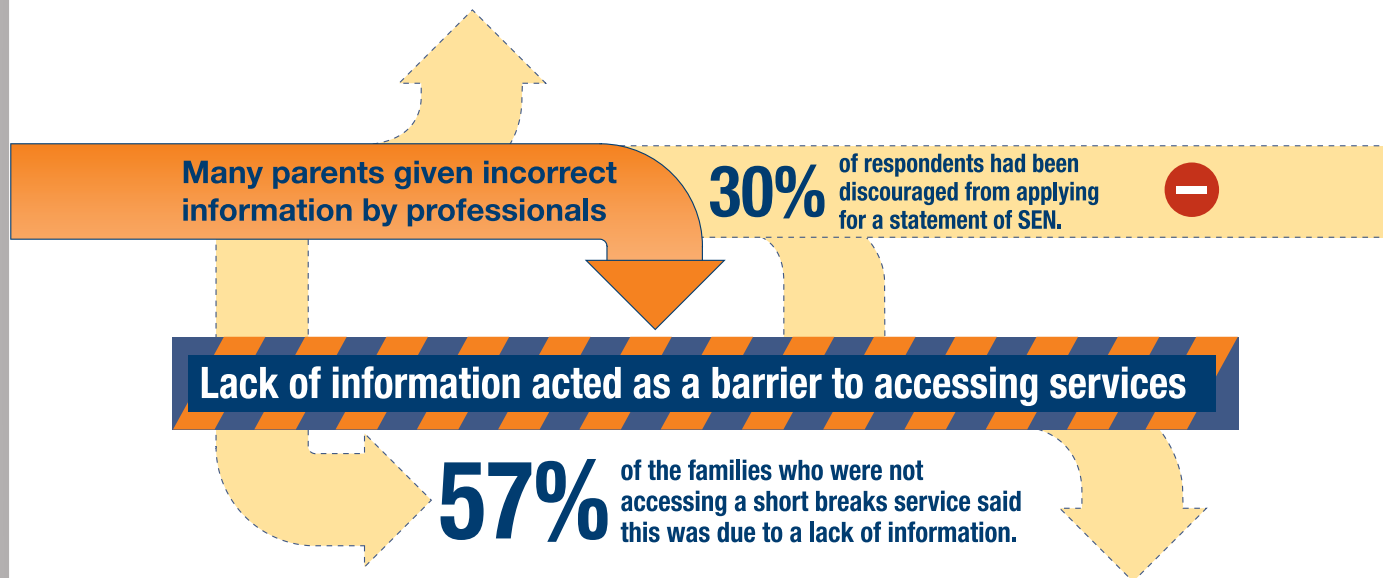 Many parents given incorrect
information by professionals
30%
of respondents had been
discouraged from applying
for a statement of SEN.
Lack of information acted as a barrier to accessing services
57%
of the families who were not
accessing a short breaks service said
this was due to a lack of information.